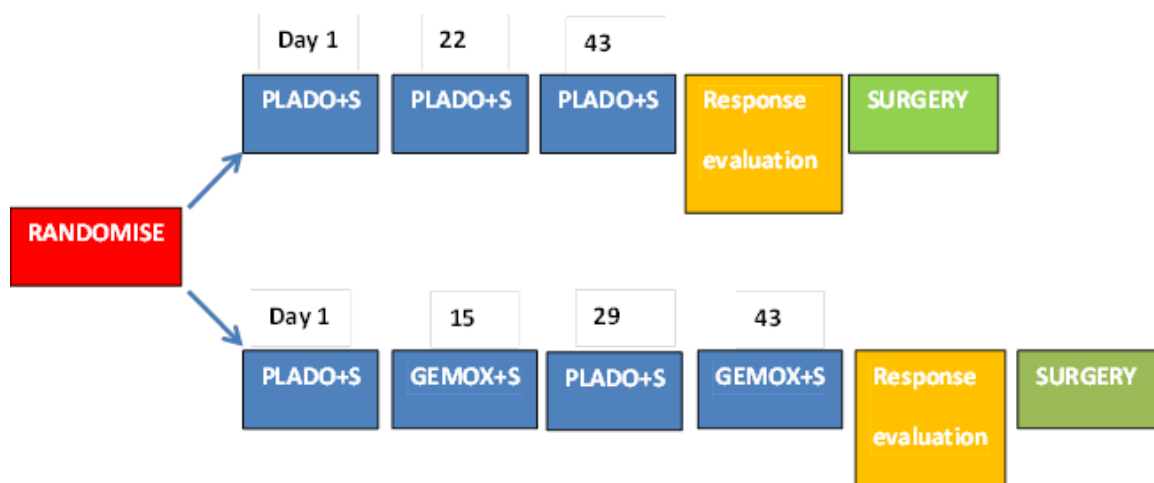 Day 1
22
43
PLADO+S
PLADO+S
PLADO+S
Response
evaluation
SURGERY
RANDOMISE
Day 1
15
29
43
PLADO+S
GEMOX+S
PLADO+S
GEMOX+S
Response
evaluation
SURGERY